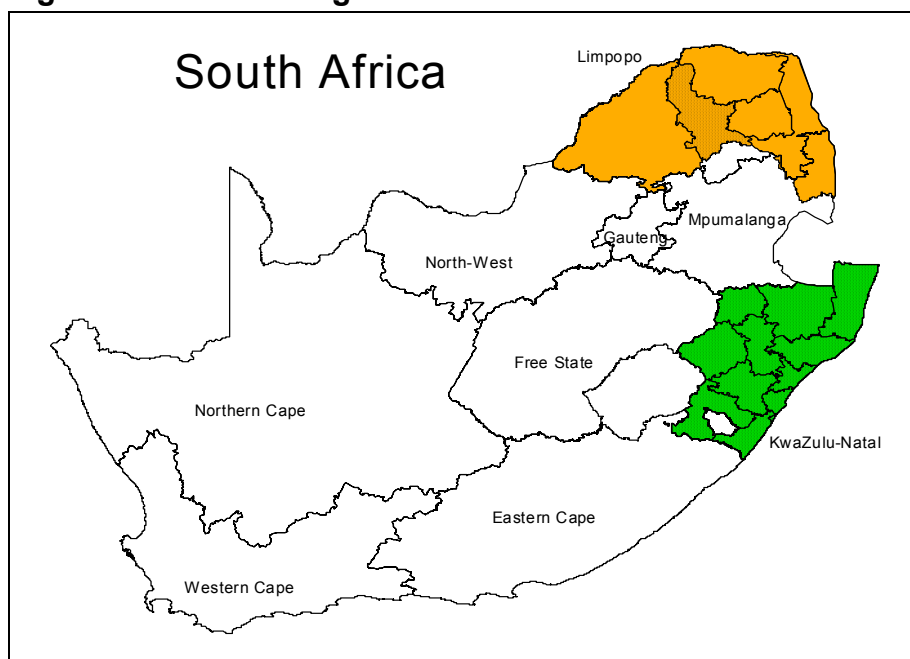 South Africa
Limpopo
Mpumalanga
Gauteng
North-West
Free State
Northern Cape
KwaZulu-Natal
Eastern Cape
Western Cape